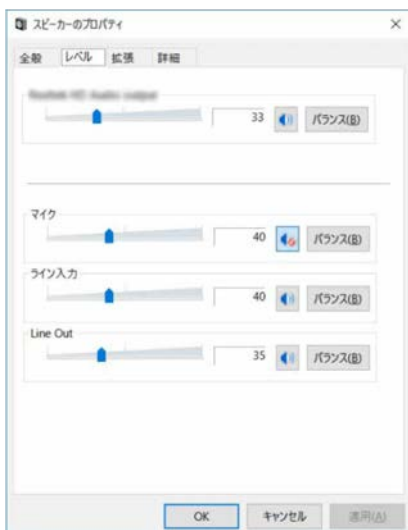 スピーカーのプロパティ
全般 レベル 拡張 詳細
33 バランス(B)
マイク
40 バランス(B)
ライン入力
40 バランス(B)
Line Out
35 バランス(B)
OK キャンセル 適用(A)